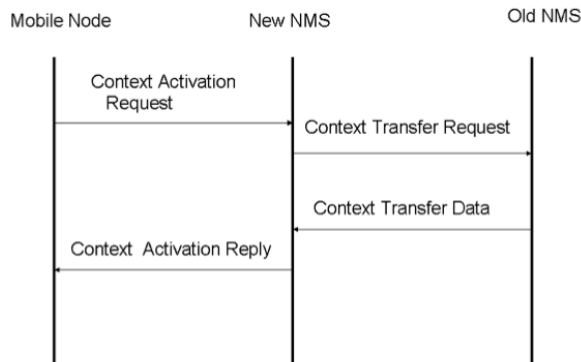 Mobile Node
New NMS
Old NMS
Context Activation
Request
Context Transfer Request
Context Transfer Data
Context Activation Reply